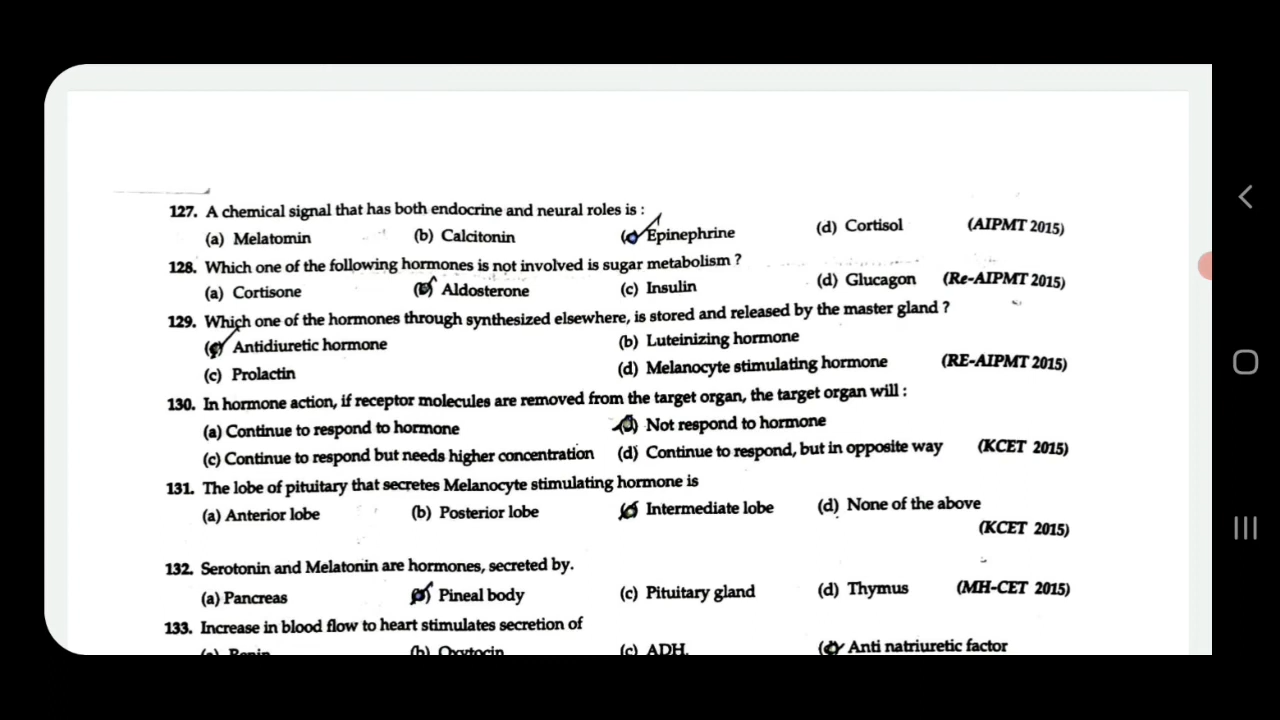 127. A chemical signal that has both endocrine and neural roles is :
(a) Melatomin (b) Calcitonin (c) Epinephrine (d) Cortisol (AIPMT 2015)
128. Which one of the following hormones is not involved is sugar metabolism ?
(a) Cortisone (b) Aldosterone (c) Insulin (d) Glucagon (Re-AIPMT 2015)
129. Which one of the hormones through synthesized elsewhere, is stored and released by the master gland ?
(a) Antidiuretic hormone (b) Luteinizing hormone
(c) Prolactin (d) Melanocyte stimulating hormone (RE-AIPMT 2015)
130. In hormone action, if receptor molecules are removed from the target organ, the target organ will :
(a) Continue to respond to hormone (b) Not respond to hormone
(c) Continue to respond but needs higher concentration (d) Continue to respond, but in opposite way (KCET 2015)
131. The lobe of pituitary that secretes Melanocyte stimulating hormone is
(a) Anterior lobe (b) Posterior lobe (c) Intermediate lobe (d) None of the above
(KCET 2015)
132. Serotonin and Melatonin are hormones, secreted by.
(a) Pancreas (b) Pineal body (c) Pituitary gland (d) Thymus (MH-CET 2015)
133. Increase in blood flow to heart stimulates secretion of
(a) Renin (b) Oxytocin (c) ADH. (d) Anti natriuretic factor